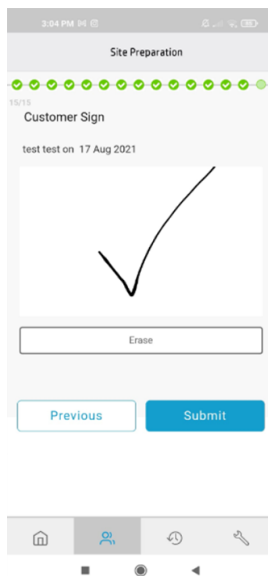 3:04 PM
Site Preparation
15/15
Customer Sign
test test on 17 Aug 2021
Erase
Previous
Submit